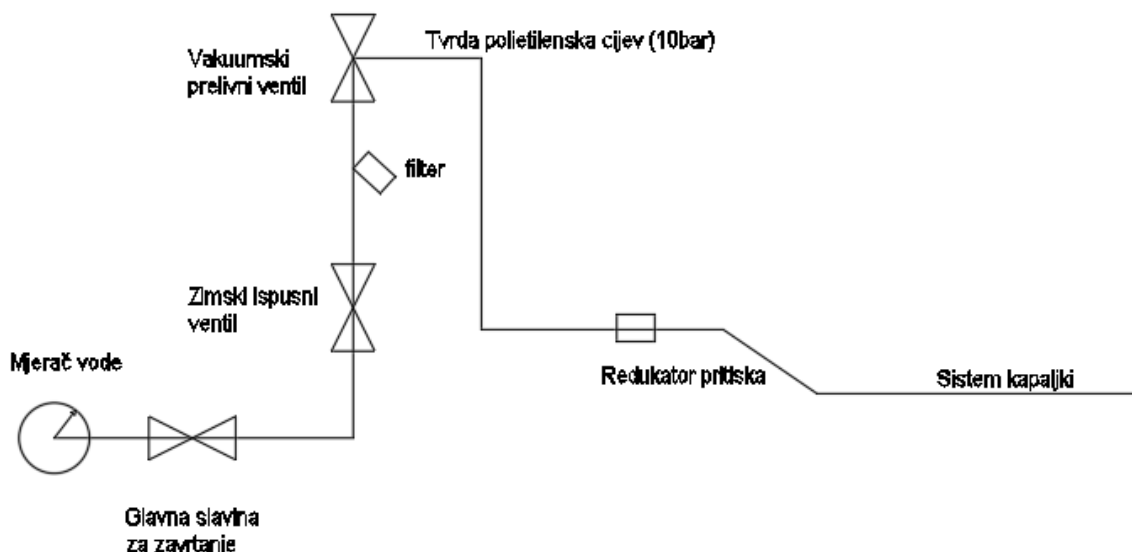 Vakuumski
prelivni ventil
Tvrda polietilenska cijev (10bar)
filter
Zimski ispusni
ventil
Mjerač vode
Redukator pritiska
Sistem kapaljki
Glavna slavina
za zavrtanje